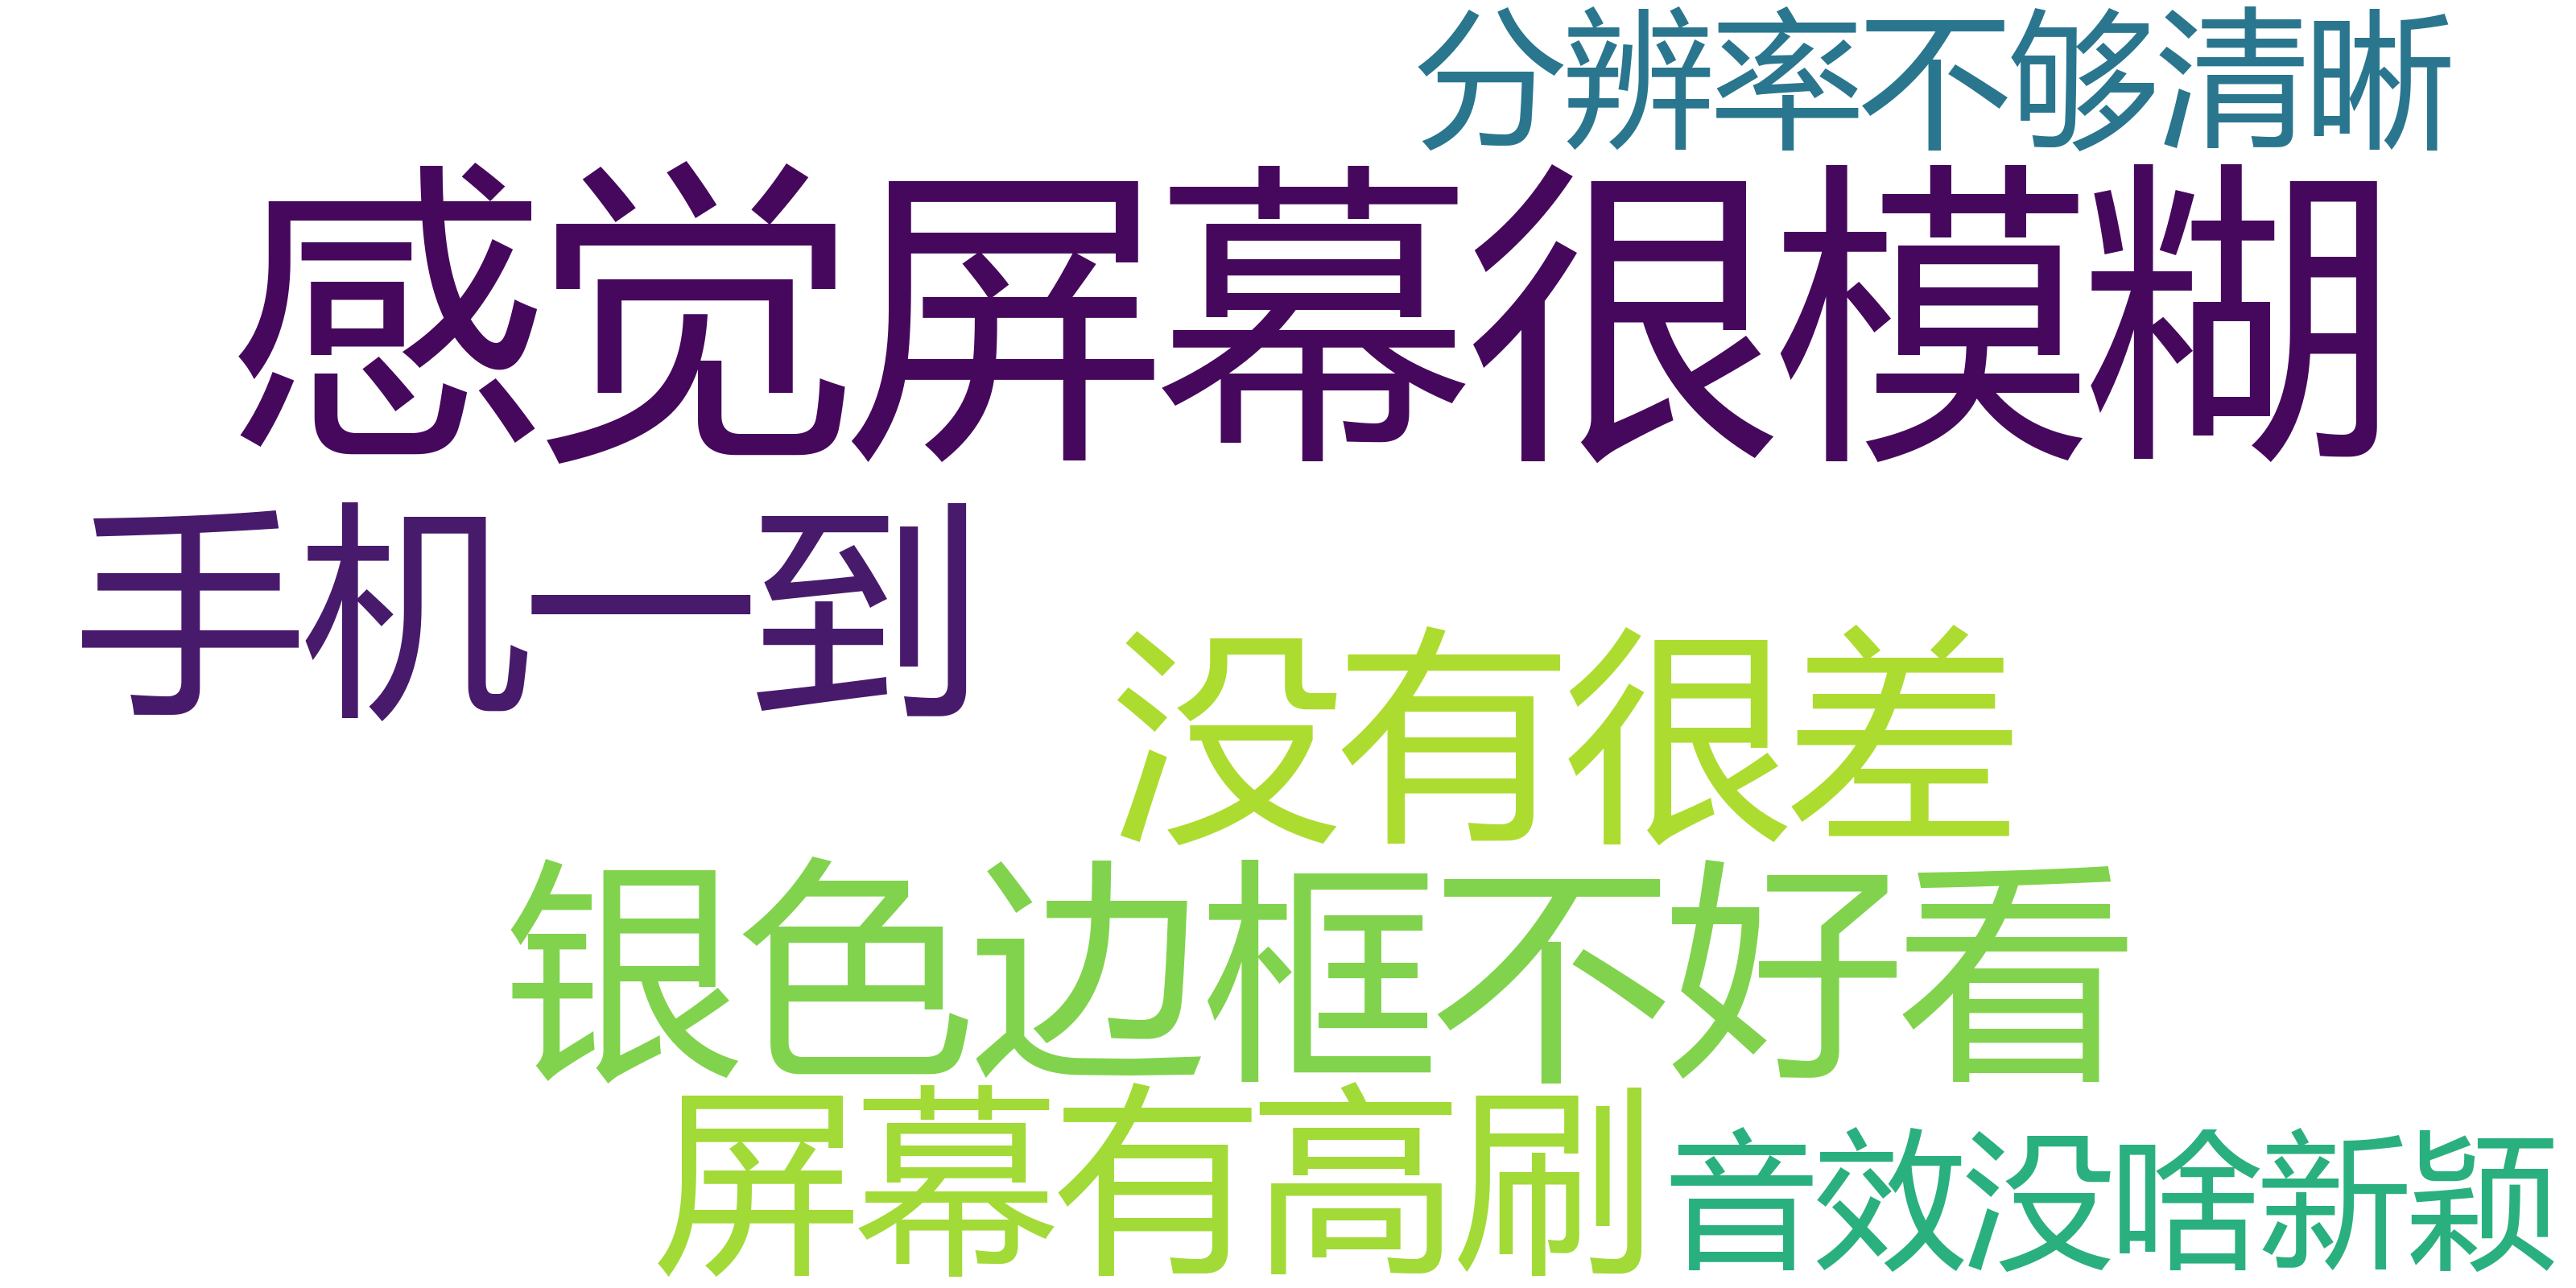 分辨率不够清晰
感觉屏幕很模糊
手机一到
没有很差
银色边框不好看
屏幕有高刷
音效没啥新颖